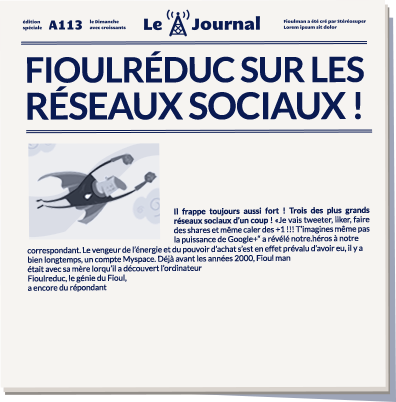 édition
spéciale
A113
le Dimanche
avec croissants
Le Journal
Fioulman a été cré par Stéréosuper
Lorem ipsum sit dolor
FIOULRÉDUC SUR LES
RÉSEAUX SOCIAUX !
Il frappe toujours aussi fort ! Trois des plus grands
réseaux sociaux d'un coup ! «Je vais tweeter, liker, faire
des shares et même caler des +1 !!! T'imagines même pas
la puissance de Google+" a révélé notre.héros à notre
correspondant. Le vengeur de l'énergie et du pouvoir d'achat s'est en effet prévalu d'avoir eu, il y a
bien longtemps, un compte Myspace. Déjà avant les années 2000, Fioul man
était avec sa mère lorqu'il a découvert l'ordinateur
Fioulreduc, le génie du Fioul,
a encore du répondant